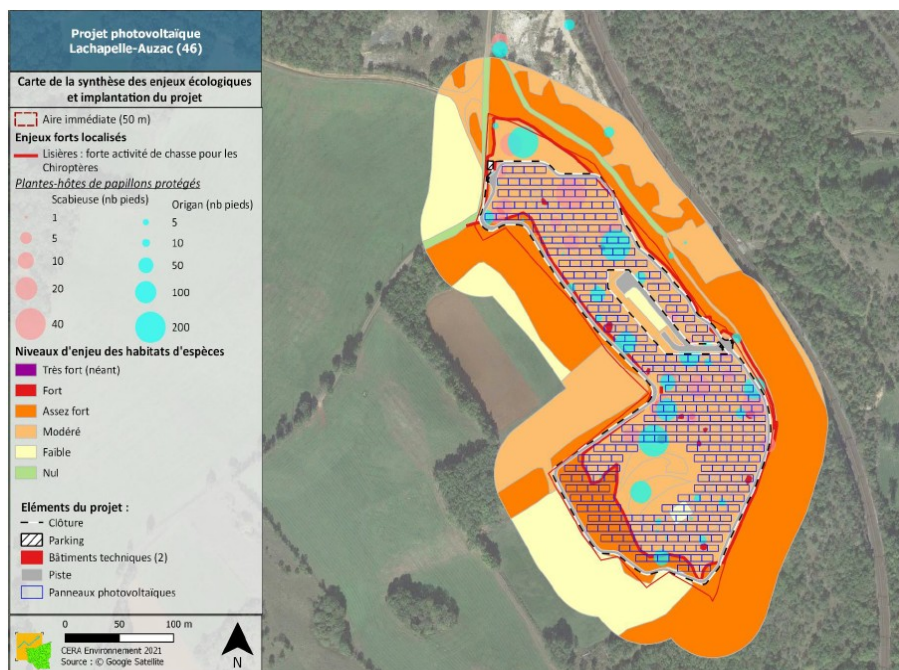 Projet photovoltaïque
Lachapelle-Auzac (46)
Carte de la synthèse des enjeux écologiques
et implantation du projet
Aire immédiate (50 m)
Enjeux forts localisés
Lisières : forte activité de chasse pour les
Chiroptères
Plantes-hôtes de papillons protégés
Scabieuse (nb pieds)
1
5
10
20
40
Origan (nb pieds)
5
10
50
100
200
Niveaux d'enjeu des habitats d'espèces
Très fort (néant)
Fort
Assez fort
Modéré
Faible
Nul
Eléments du projet :
Clôture
Parking
Bâtiments techniques (2)
Piste
Panneaux photovoltaïques
0 50 100 m
CERA Environnement 2021
Source : © Google Satellite
N